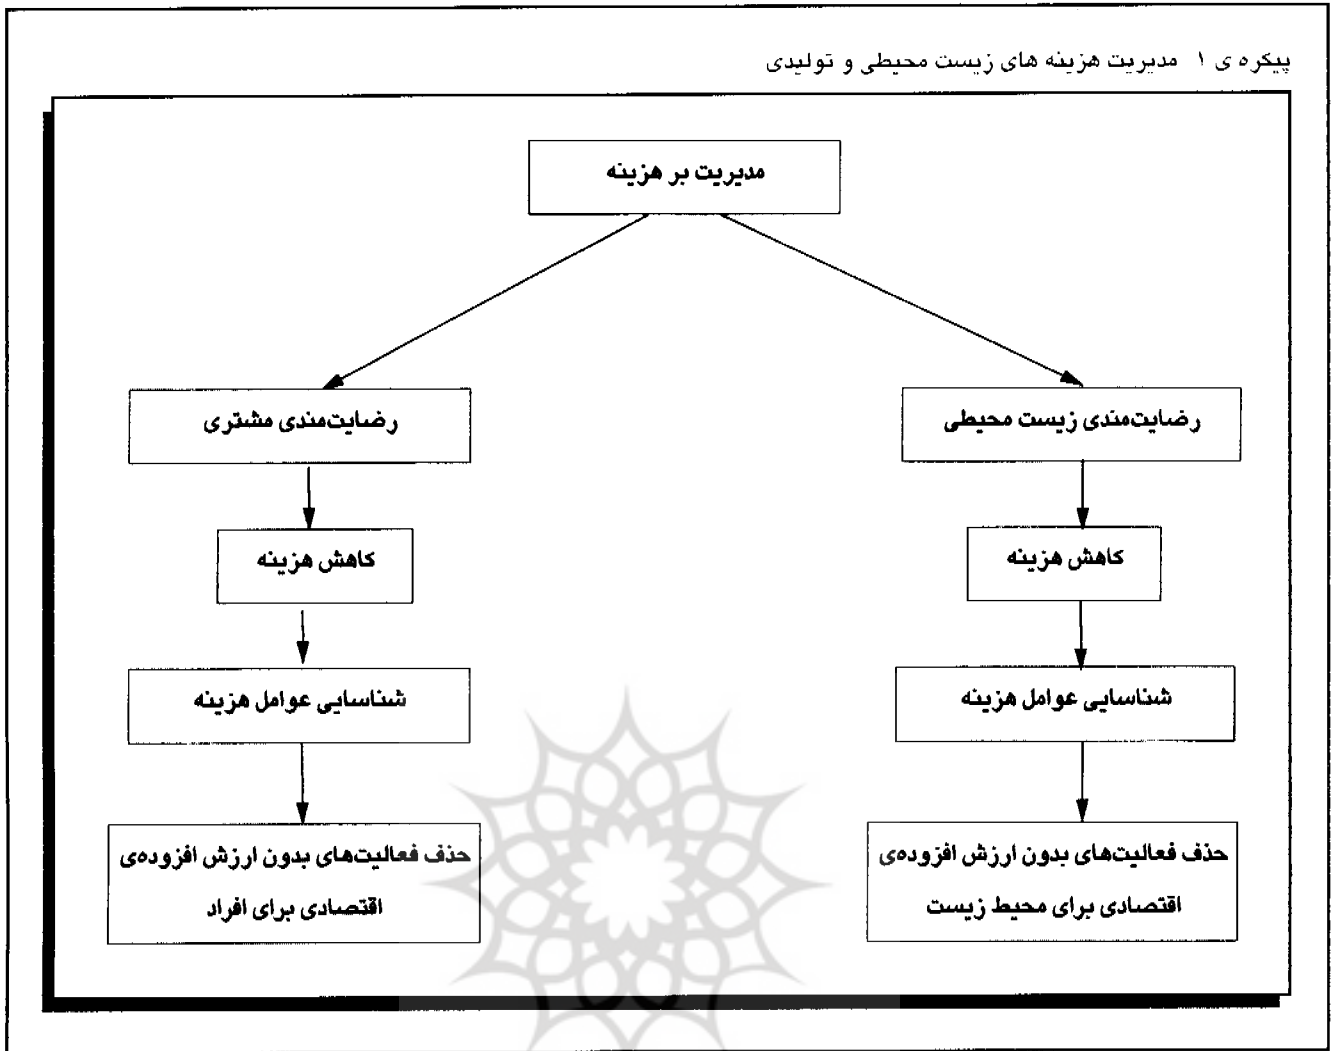 پیکره ی ۱ مدیریت هزینه های زیست محیطی و تولیدی
مدیریت بر هزینه
رضایت‌مندی زیست محیطی
کاهش هزینه
شناسایی عوامل هزینه
حذف فعالیت‌های بدون ارزش افزوده‌ی
اقتصادی برای محیط زیست
رضایت‌مندی مشتری
کاهش هزینه
شناسایی عوامل هزینه
حذف فعالیت‌های بدون ارزش افزوده‌ی
اقتصادی برای افراد